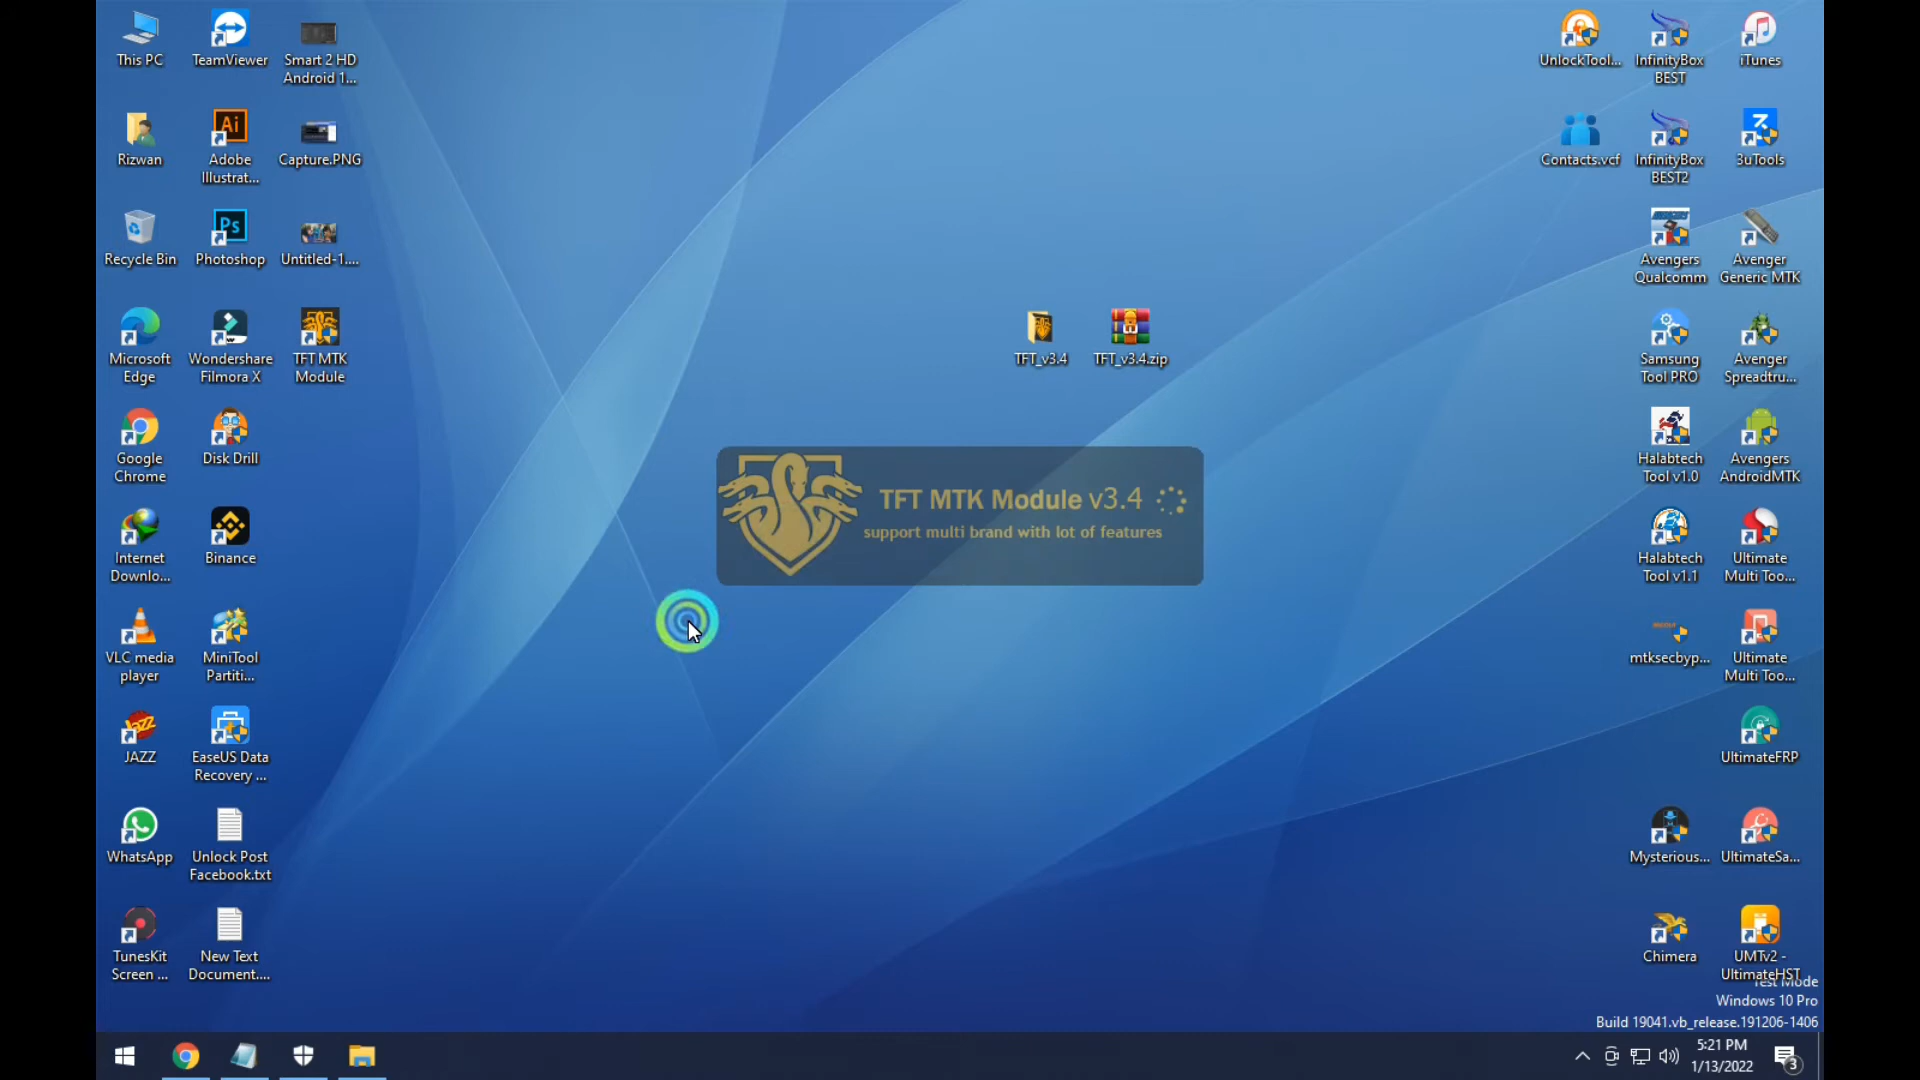 This PC
TeamViewer
Smart 2 HD
Android 1...
Rizwan
Ai
Adobe
Illustrat...
Capture.PNG
Recycle Bin
Ps
Photoshop
Untitled-1....
Microsoft
Edge
Wondershare
Filmora X
TFT MTK
Module
Google
Chrome
Disk Drill
Internet
Downlo...
Binance
VLC media
player
MiniTool
Partiti...
JAZZ
EaseUS Data
Recovery ...
WhatsApp
Unlock Post
Facebook.txt
TunesKit
Screen ...
New Text
Document....
TFT_v3.4
TFT_v3.4.zip
TFT MTK Module v3.4
support multi brand with lot of features
UnlockTool...
InfinityBox
BEST
iTunes
Contacts.vcf
InfinityBox
BEST2
3uTools
Avengers
Qualcomm
Avenger
Generic MTK
Samsung
Tool PRO
Avenger
Spreadtru...
Halabtech
Tool v1.0
Avengers
AndroidMTK
Halabtech
Tool v1.1
Ultimate
Multi Too...
mtksecbyp...
Ultimate
Multi Too...
UltimateFRP
Mysterious...
UltimateSa...
Chimera
UMTv2 -
UltimateHST
Test Mode
Windows 10 Pro
Build 19041.vb_release.191206-1406
5:21 PM
1/13/2022
3